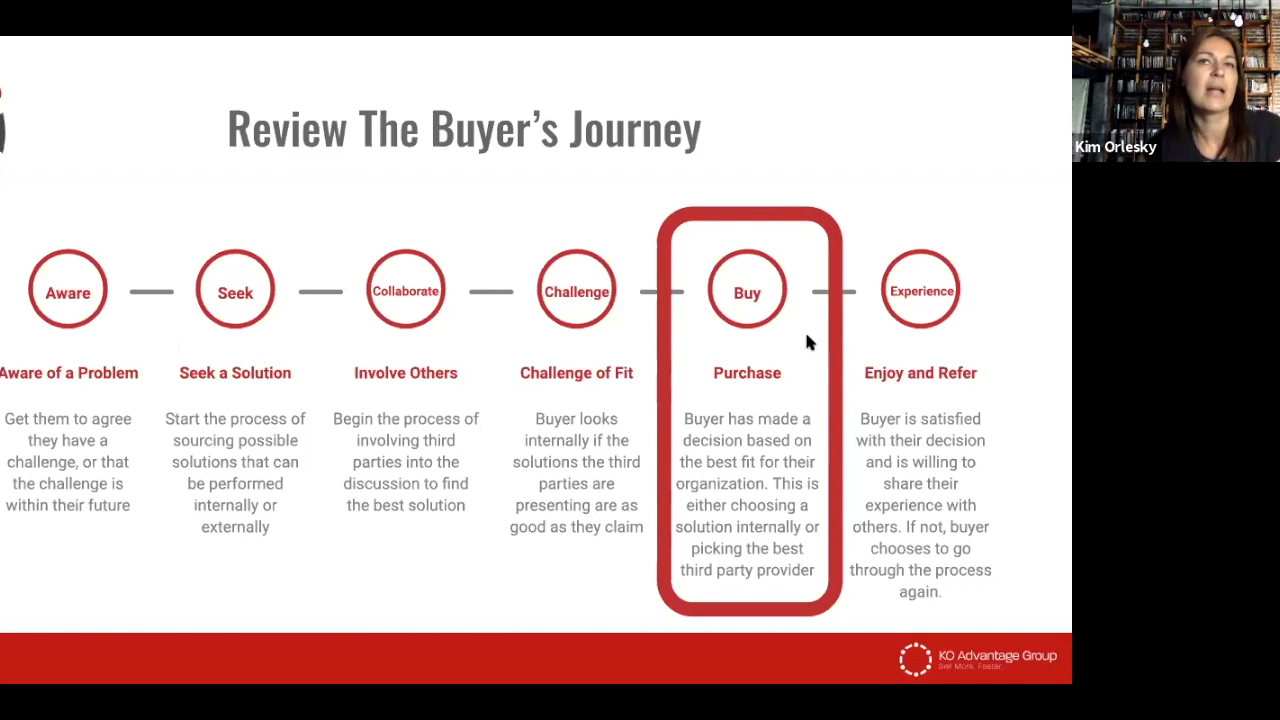 Review The Buyer's Journey
Kim Orlesky
Aware
Seek
Collaborate
Challenge
Buy
Experience
Aware of a Problem
Get them to agree
they have a
challenge, or that
the challenge is
within their future
Seek a Solution
Start the process of
sourcing possible
solutions that can
be performed
internally or
externally
Involve Others
Begin the process of
involving third
parties into the
discussion to find
the best solution
Challenge of Fit
Buyer looks
internally if the
solutions the third
parties are
presenting are as
good as they claim
Purchase
Buyer has made a
decision based on
the best fit for their
organization. This is
either choosing a
solution internally or
picking the best
third party provider
Enjoy and Refer
Buyer is satisfied
with their decision
and is willing to
share their
experience with
others. If not, buyer
chooses to go
through the process
again.
KO Advantage Group
Sell More. Faster.